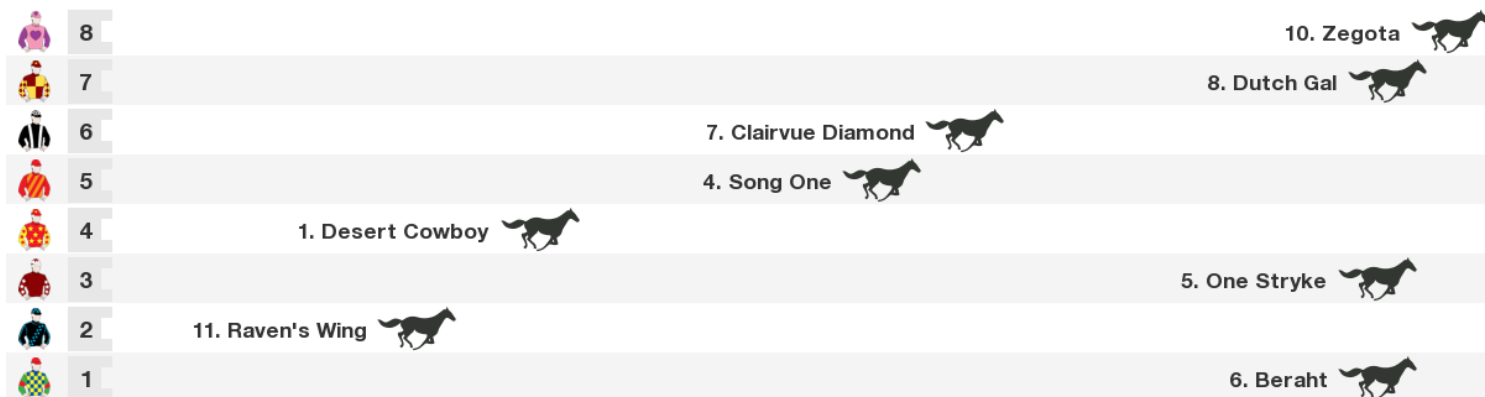 8 10. Zegota
7 8. Dutch Gal
6 7. Clairvue Diamond
5 4. Song One
4 1. Desert Cowboy
3 5. One Stryke
2 11. Raven's Wing
1 6. Beraht